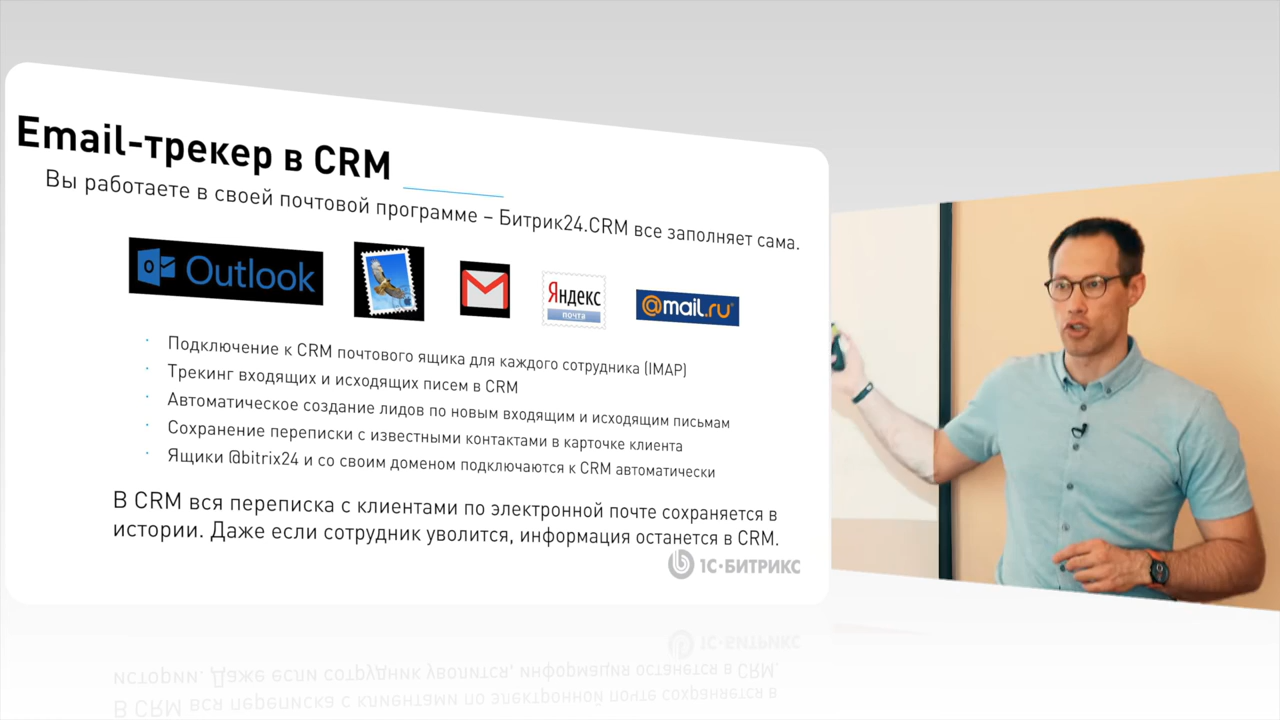 Email-трекер в CRM
Вы работаете в своей почтовой программе – Битрик24.CRM все заполняет сама.
Outlook
Яндекс
почта
@mail.ru®
· Подключение к CRM почтового ящика для каждого сотрудника (IMAP)
· Трекинг входящих и исходящих писем в CRM
· Автоматическое создание лидов по новым входящим и исходящим письмам
· Сохранение переписки с известными контактами в карточке клиента
· Ящики @bitrix24 и со своим доменом подключаются к CRM автоматически
В CRM вся переписка с клиентами по электронной почте сохраняется в
истории. Даже если сотрудник уволится, информация останется в CRM.
1С·БИТРИКС